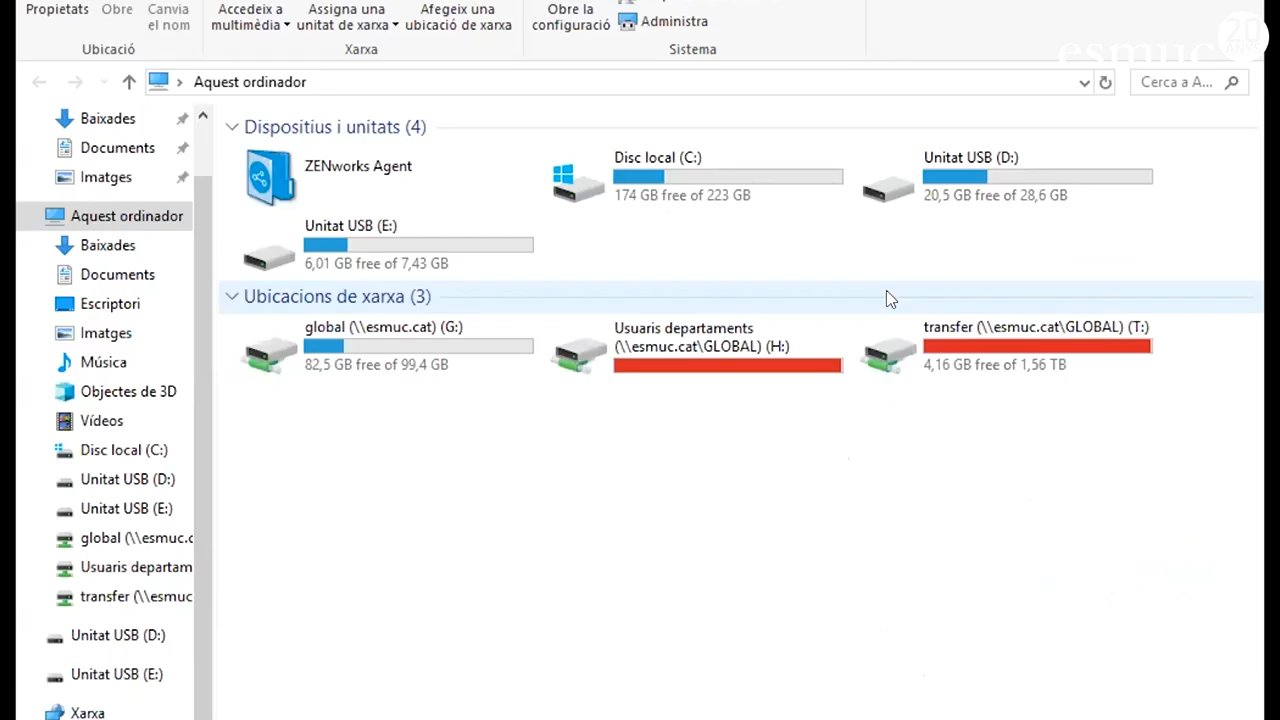 Propietats
Obre
Canvia
el nom
Ubicació
Accedeix a
multimèdia
Assigna una
unitat de xarxa
Afegeix una
ubicació de xarxa
Xarxa
Obre la
configuració
Administra
Sistema
esmuc
20
ANYS
Aquest ordinador
Cerca a A...
Baixades
Documents
Imatges
Aquest ordinador
Baixades
Documents
Escriptori
Imatges
Música
Objectes de 3D
Vídeos
Disc local (C:)
Unitat USB (D:)
Unitat USB (E:)
global (\\esmuc.c
Usuaris departam
transfer (\\esmuc
Unitat USB (D:)
Unitat USB (E:)
Xarxa
Dispositius i unitats (4)
ZENworks Agent
Disc local (C:)
174 GB free of 223 GB
Unitat USB (D:)
20,5 GB free of 28,6 GB
Unitat USB (E:)
6,01 GB free of 7,43 GB
Ubicacions de xarxa (3)
global (\\esmuc.cat) (G:)
82,5 GB free of 99,4 GB
Usuaris departaments
(\\esmuc.cat\GLOBAL) (H:)
transfer (\\esmuc.cat\GLOBAL) (T:)
4,16 GB free of 1,56 TB